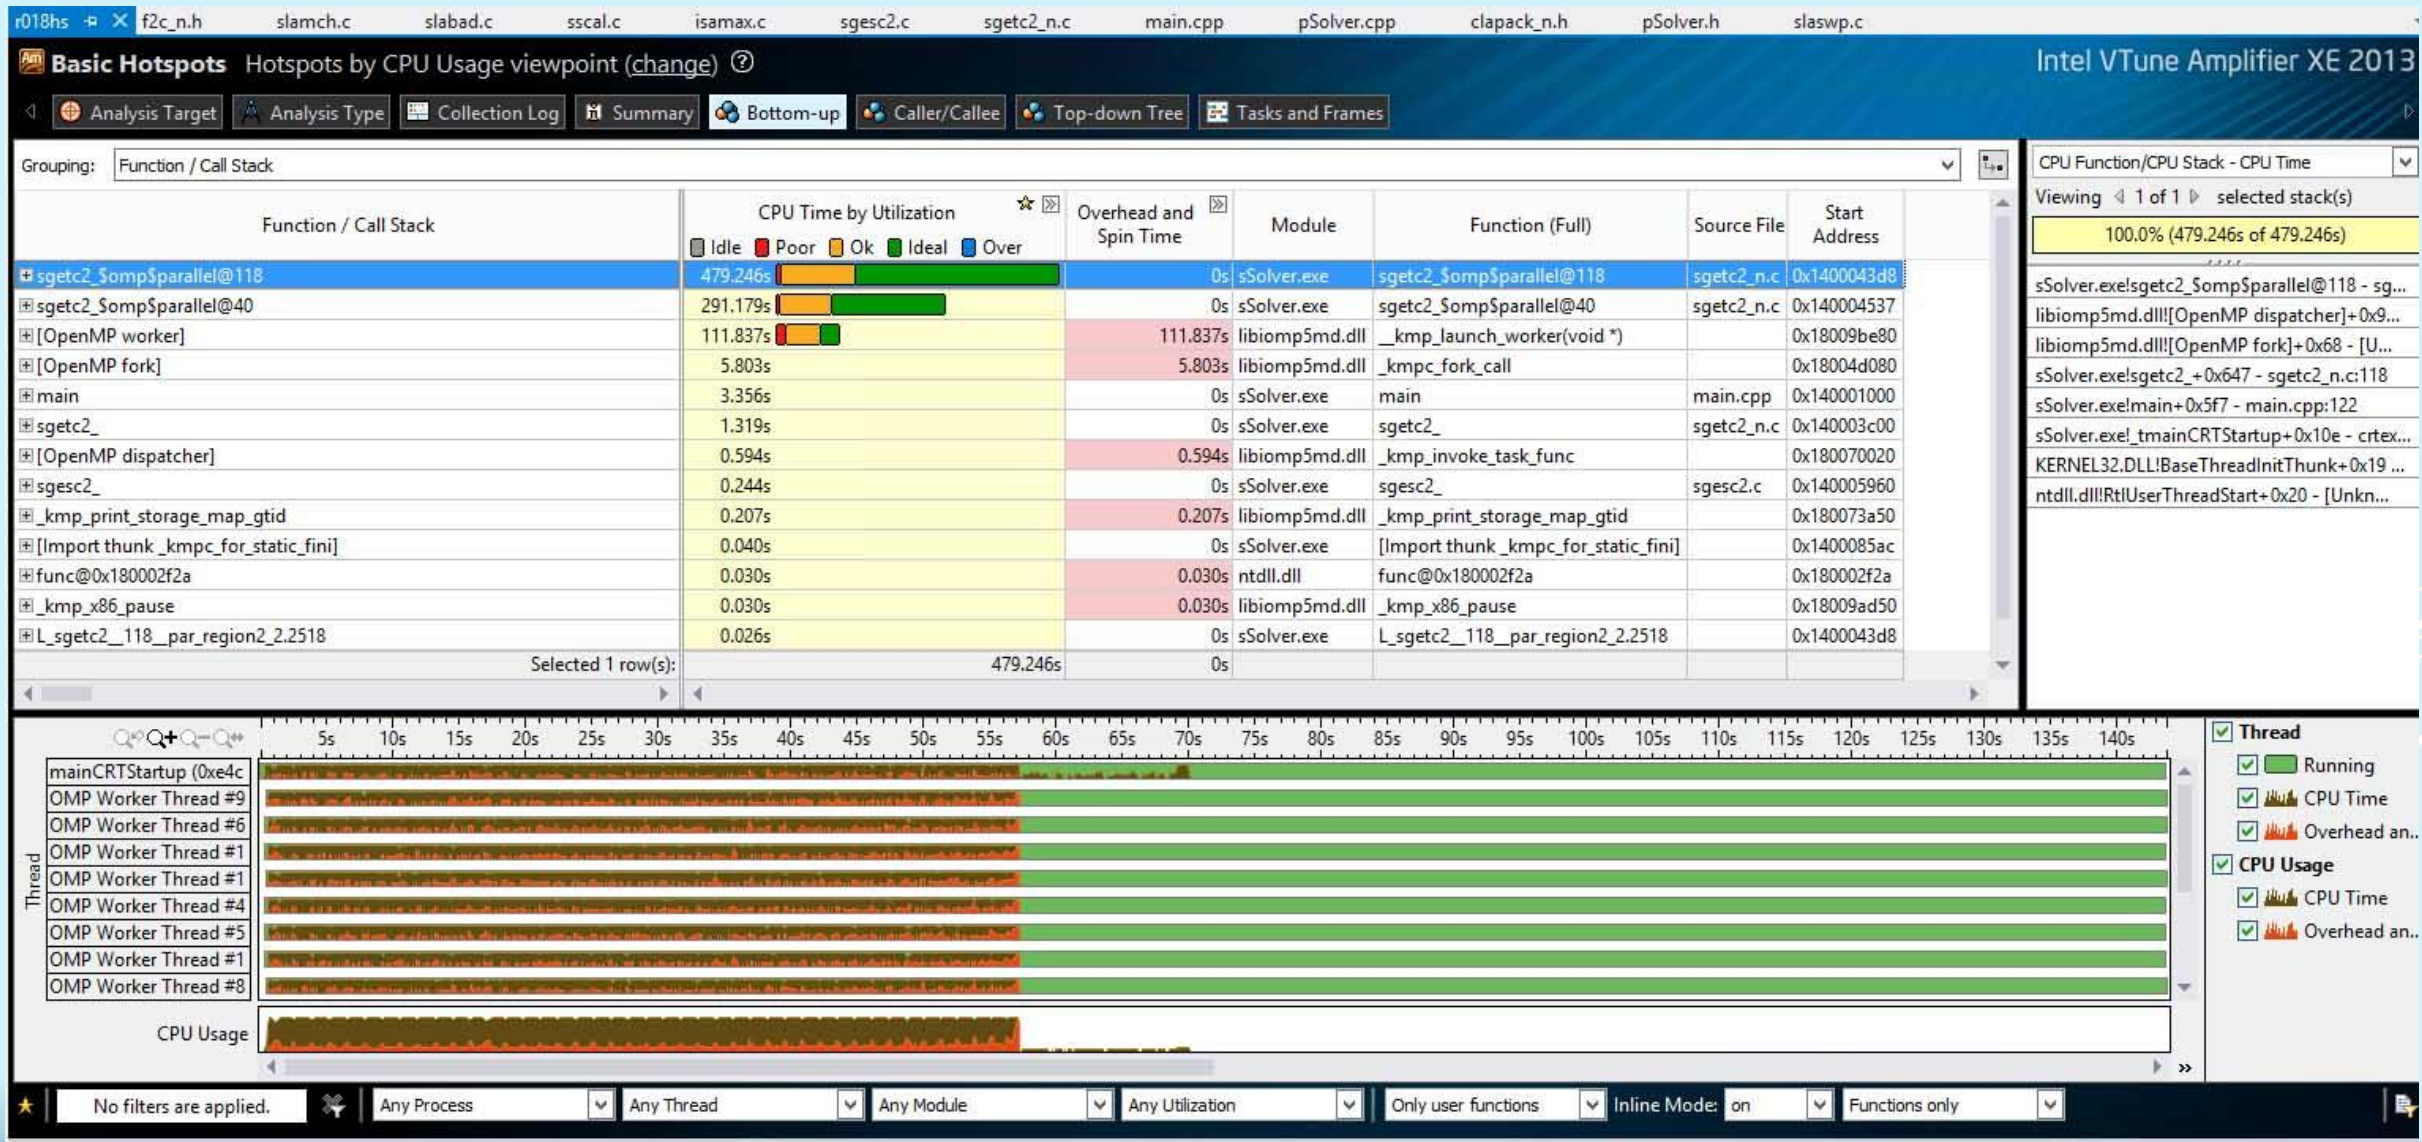 r018hs f2c_n.h slamch.c slabad.c sscal.c isamax.c sgesc2.c sgetc2_n.c main.cpp pSolver.cpp clapack_n.h pSolver.h slaswp.c
Basic Hotspots Hotspots by CPU Usage viewpoint (change) ?
Intel VTune Amplifier XE 2013
Analysis Target Analysis Type Collection Log Summary Bottom-up Caller/Callee Top-down Tree Tasks and Frames
Grouping: Function / Call Stack
Function / Call Stack CPU Time by Utilization Overhead and Spin Time Module Function (Full) Source File Start Address
Idle Poor Ok Ideal Over
sgetc2_$omp$parallel@118 479.246s 0s sSolver.exe sgetc2_$omp$parallel@118 sgetc2_n.c 0x1400043d8
sgetc2_$omp$parallel@40 291.179s 0s sSolver.exe sgetc2_$omp$parallel@40 sgetc2_n.c 0x140004537
[OpenMP worker] 111.837s 111.837s libiomp5md.dll __kmp_launch_worker(void *) 0x18009be80
[OpenMP fork] 5.803s 5.803s libiomp5md.dll _kmpc_fork_call 0x18004d080
main 3.356s 0s sSolver.exe main main.cpp 0x140001000
sgetc2_ 1.319s 0s sSolver.exe sgetc2_ sgetc2_n.c 0x140003c00
[OpenMP dispatcher] 0.594s 0.594s libiomp5md.dll _kmp_invoke_task_func 0x180070020
sgesc2_ 0.244s 0s sSolver.exe sgesc2_ sgesc2.c 0x140005960
_kmp_print_storage_map_gtid 0.207s 0.207s libiomp5md.dll _kmp_print_storage_map_gtid 0x180073a50
[Import thunk _kmpc_for_static_fini] 0.040s 0s sSolver.exe [Import thunk _kmpc_for_static_fini] 0x1400085ac
func@0x180002f2a 0.030s 0.030s ntdll.dll func@0x180002f2a 0x180002f2a
_kmp_x86_pause 0.030s 0.030s libiomp5md.dll _kmp_x86_pause 0x18009ad50
L_sgetc2__118__par_region2_2.2518 0.026s 0s sSolver.exe L_sgetc2__118__par_region2_2.2518 0x1400043d8
Selected 1 row(s): 479.246s 0s
CPU Function/CPU Stack - CPU Time
Viewing 1 of 1 selected stack(s)
100.0% (479.246s of 479.246s)
sSolver.exe!sgetc2_$omp$parallel@118 - sg...
libiomp5md.dll![OpenMP dispatcher]+0x9...
libiomp5md.dll![OpenMP fork]+0x68 - [U...
sSolver.exe!sgetc2_+0x647 - sgetc2_n.c:118
sSolver.exe!main+0x5f7 - main.cpp:122
sSolver.exe!_tmainCRTStartup+0x10e - crtex...
KERNEL32.DLL!BaseThreadInitThunk+0x19 ...
ntdll.dll!RtlUserThreadStart+0x20 - [Unkn...
5s 10s 15s 20s 25s 30s 35s 40s 45s 50s 55s 60s 65s 70s 75s 80s 85s 90s 95s 100s 105s 110s 115s 120s 125s 130s 135s 140s
Thread
mainCRTStartup (0xe4c
OMP Worker Thread #9
OMP Worker Thread #6
OMP Worker Thread #1
OMP Worker Thread #1
OMP Worker Thread #4
OMP Worker Thread #5
OMP Worker Thread #1
OMP Worker Thread #8
CPU Usage
Thread
Running
CPU Time
Overhead an..
CPU Usage
CPU Time
Overhead an..
No filters are applied. Any Process Any Thread Any Module Any Utilization Only user functions Inline Mode: on Functions only